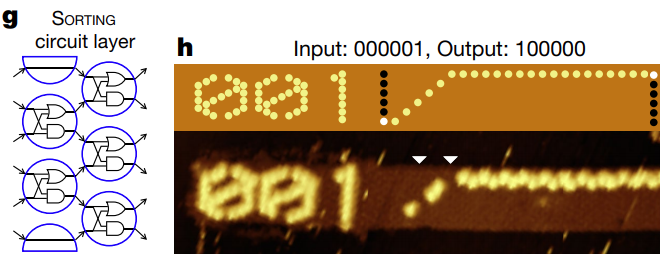 g SORTING
circuit layer
h Input: 000001, Output: 100000
001
001